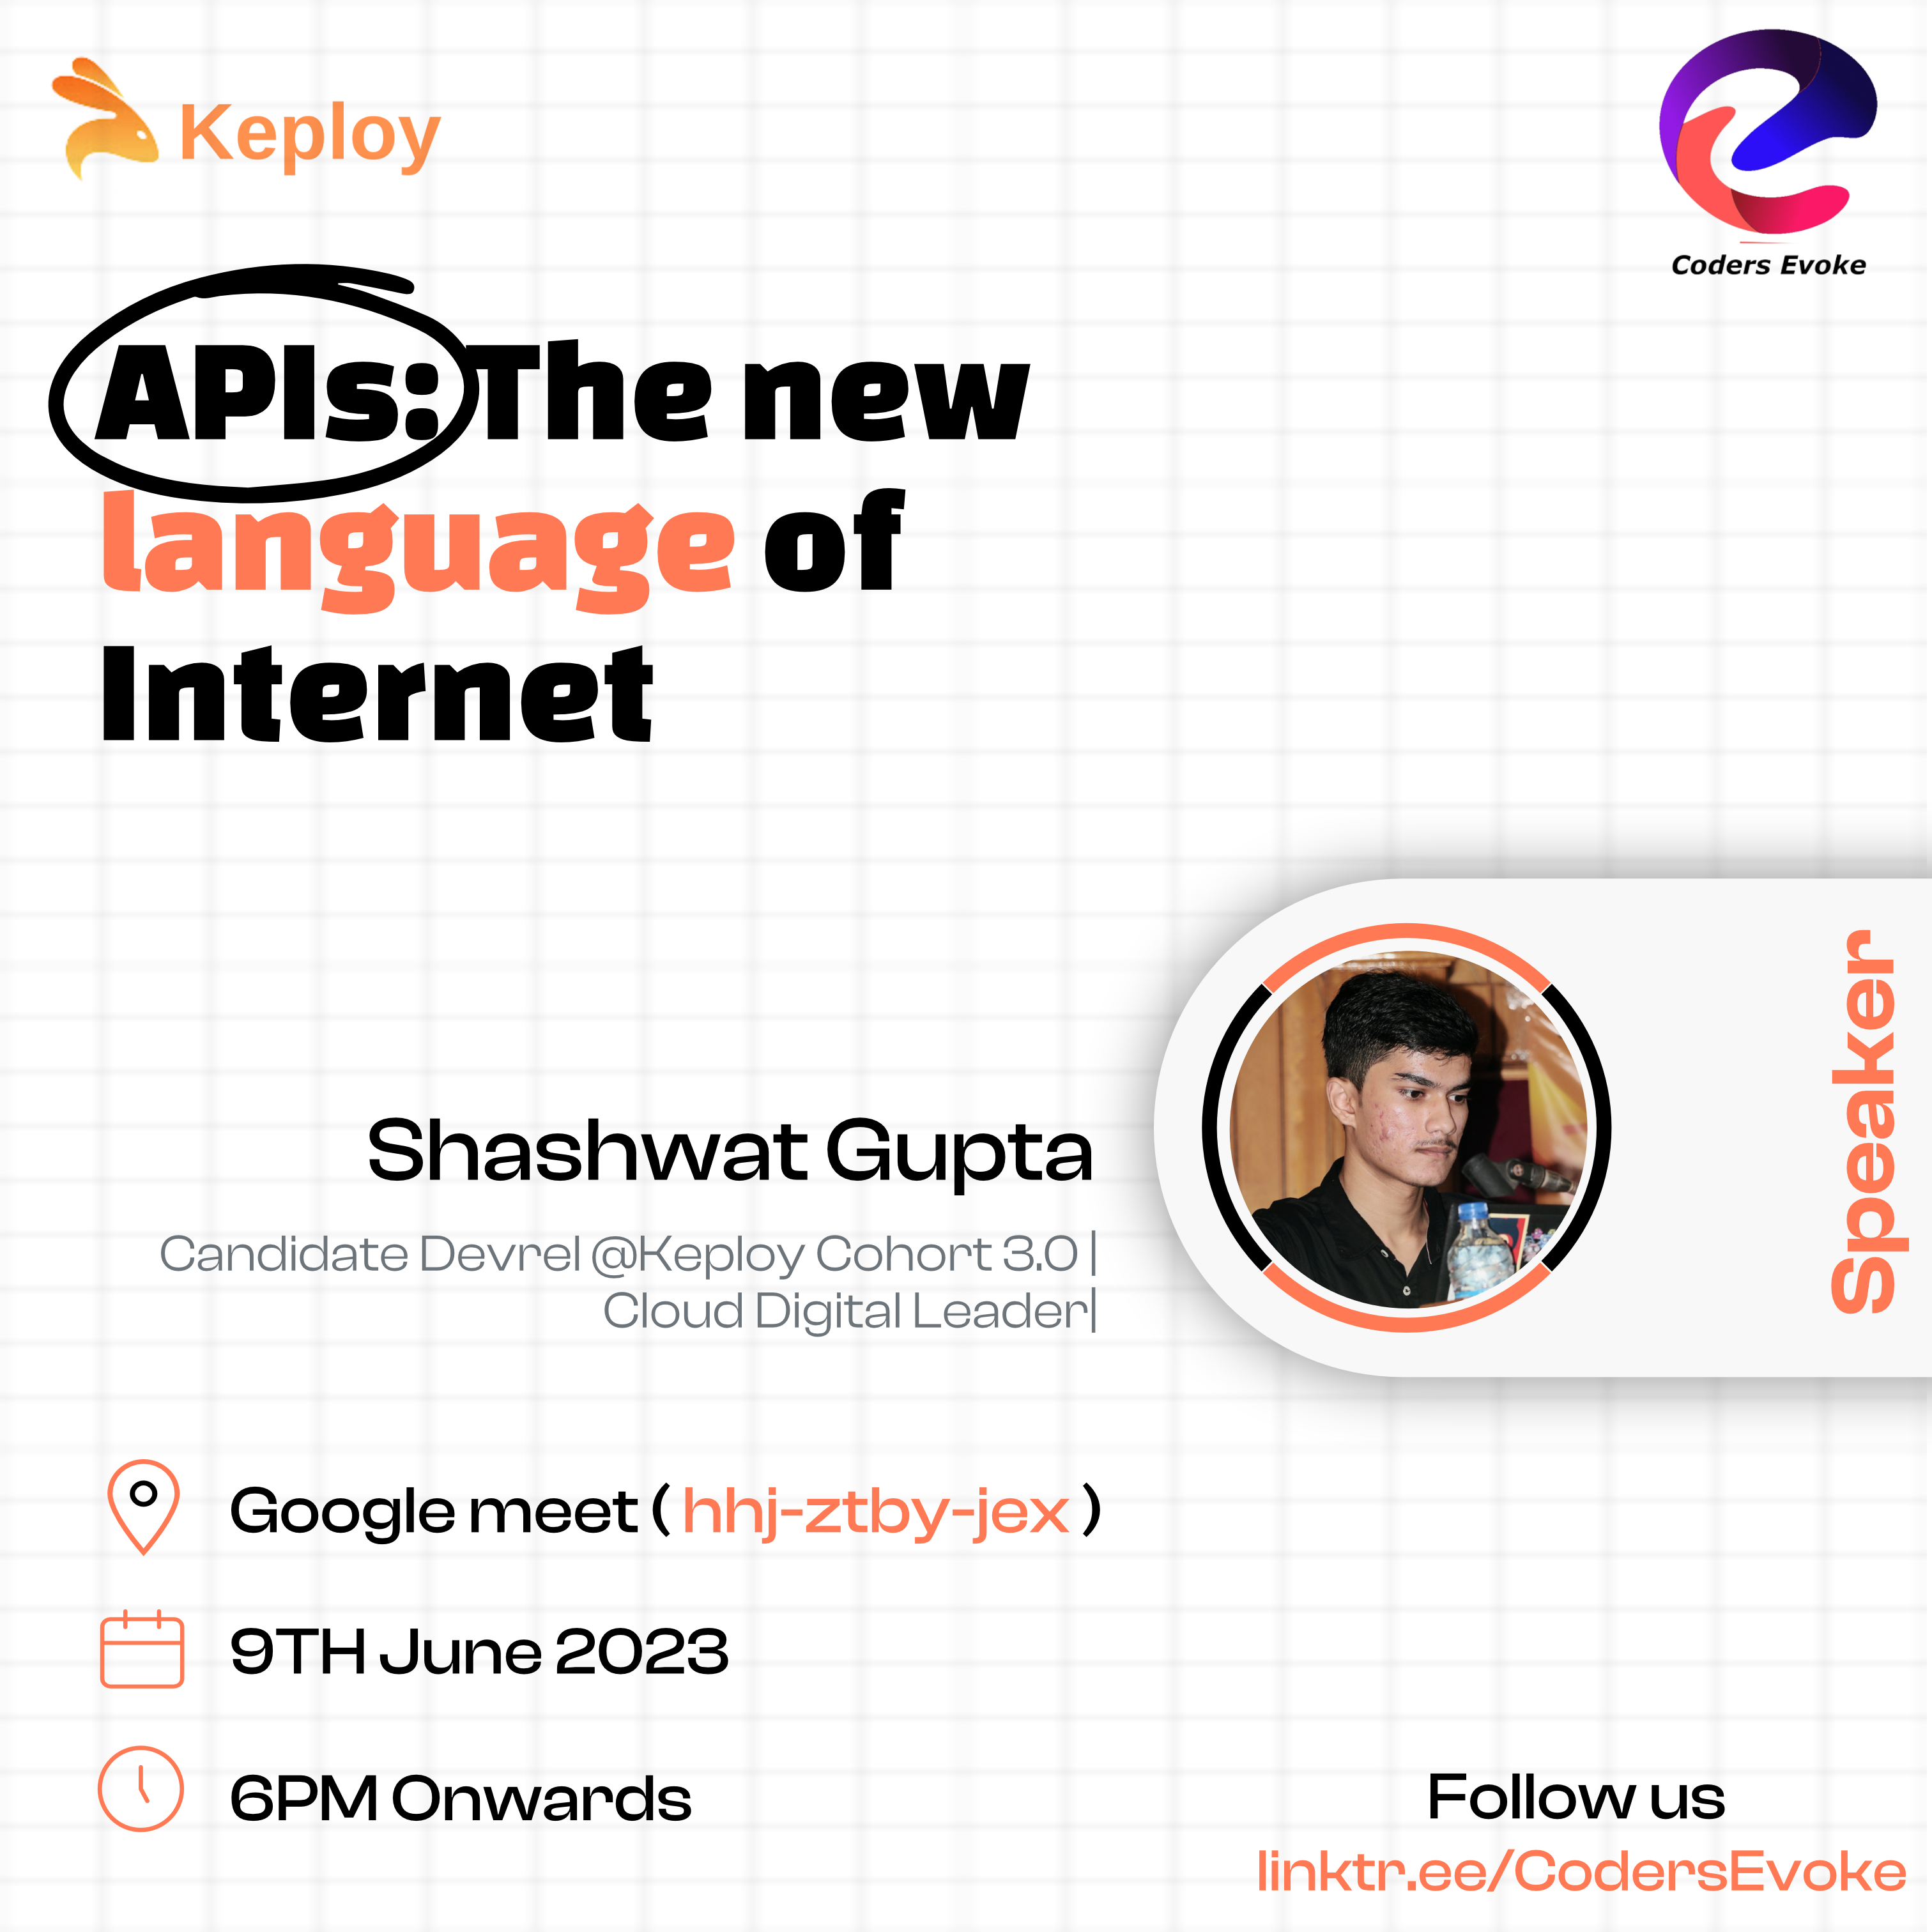 Keploy
Coders Evoke
APIs: The new
language of
Internet
Speaker
Shashwat Gupta
Candidate Devrel @Keploy Cohort 3.0 |
Cloud Digital Leader|
Google meet ( hhj-ztby-jex )
9TH June 2023
6PM Onwards
Follow us
linktr.ee/CodersEvoke